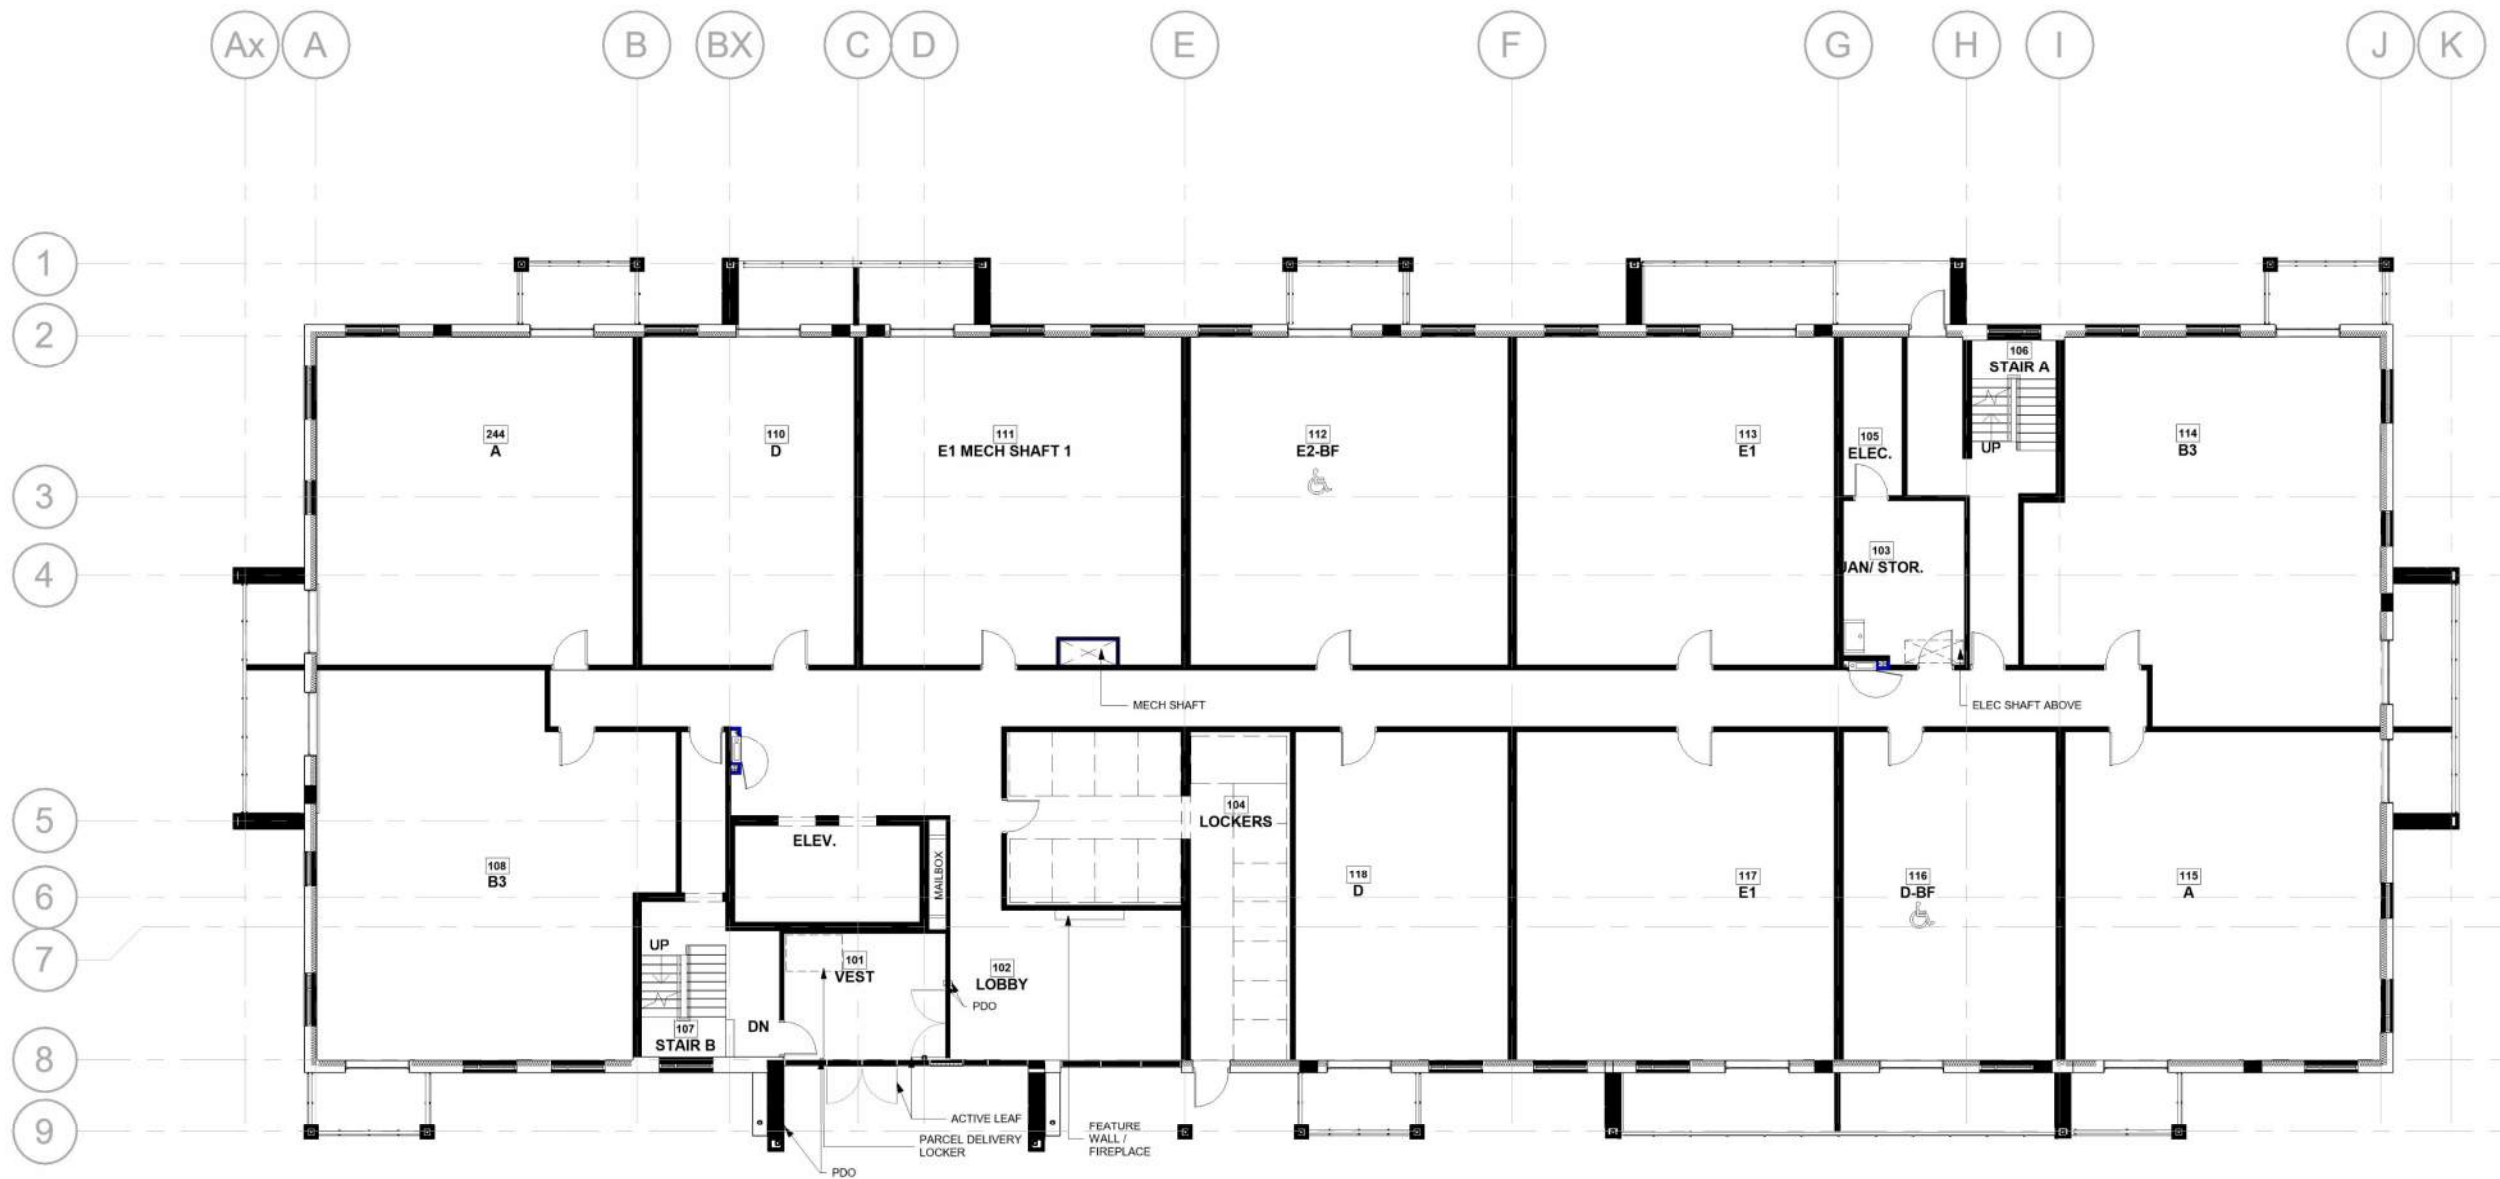 Ax A B BX C D E F G H I J K
1
2
106
STAIR A
244
A
110
D
111
E1 MECH SHAFT 1
112
E2-BF
113
E1
105
ELEC.
UP
114
B3
3
103
JAN/ STOR.
4
MECH SHAFT
ELEC SHAFT ABOVE
5
104
LOCKERS
ELEV.
MAILBOX
108
B3
118
D
117
E1
116
D-BF
115
A
6
7
UP
101
VEST
102
LOBBY
PDO
DN
107
STAIR B
8
9
ACTIVE LEAF
PARCEL DELIVERY
LOCKER
FEATURE
WALL /
FIREPLACE
PDO